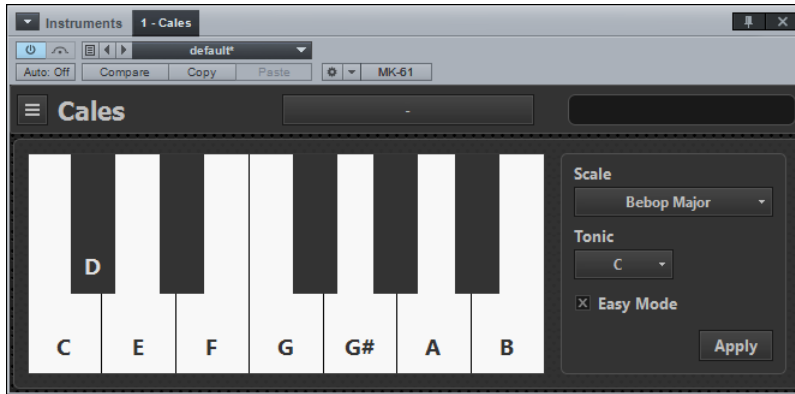 Instruments 1 - Cales
default*
Auto: Off Compare Copy Paste MK-61
Cales -
Scale
Bebop Major
Tonic
C
X Easy Mode
Apply
D
C E F G G# A B